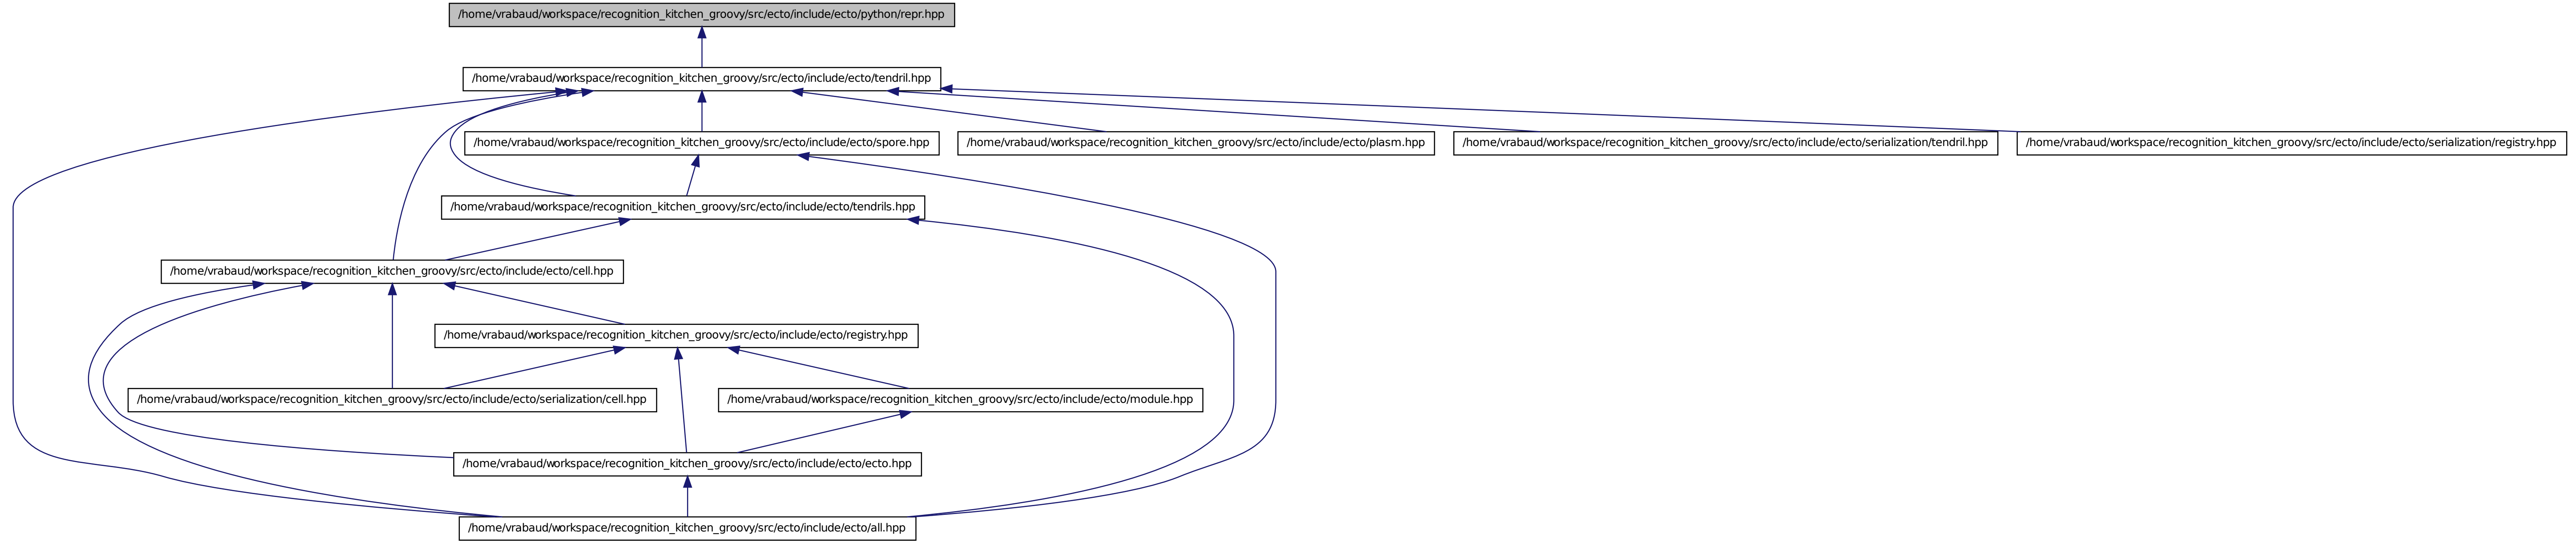 /home/vrabaud/workspace/recognition_kitchen_groovy/src/ecto/include/ecto/python/repr.hpp
/home/vrabaud/workspace/recognition_kitchen_groovy/src/ecto/include/ecto/tendril.hpp
/home/vrabaud/workspace/recognition_kitchen_groovy/src/ecto/include/ecto/spore.hpp
/home/vrabaud/workspace/recognition_kitchen_groovy/src/ecto/include/ecto/plasm.hpp
/home/vrabaud/workspace/recognition_kitchen_groovy/src/ecto/include/ecto/serialization/tendril.hpp
/home/vrabaud/workspace/recognition_kitchen_groovy/src/ecto/include/ecto/serialization/registry.hpp
/home/vrabaud/workspace/recognition_kitchen_groovy/src/ecto/include/ecto/tendrils.hpp
/home/vrabaud/workspace/recognition_kitchen_groovy/src/ecto/include/ecto/cell.hpp
/home/vrabaud/workspace/recognition_kitchen_groovy/src/ecto/include/ecto/registry.hpp
/home/vrabaud/workspace/recognition_kitchen_groovy/src/ecto/include/ecto/serialization/cell.hpp
/home/vrabaud/workspace/recognition_kitchen_groovy/src/ecto/include/ecto/module.hpp
/home/vrabaud/workspace/recognition_kitchen_groovy/src/ecto/include/ecto/ecto.hpp
/home/vrabaud/workspace/recognition_kitchen_groovy/src/ecto/include/ecto/all.hpp